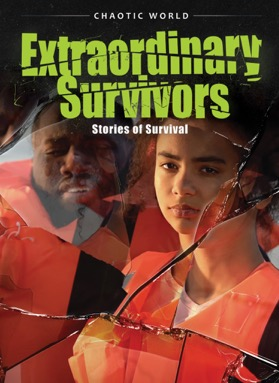 CHAOTIC WORLD
Extraordinary
Survivors
Stories of Survival